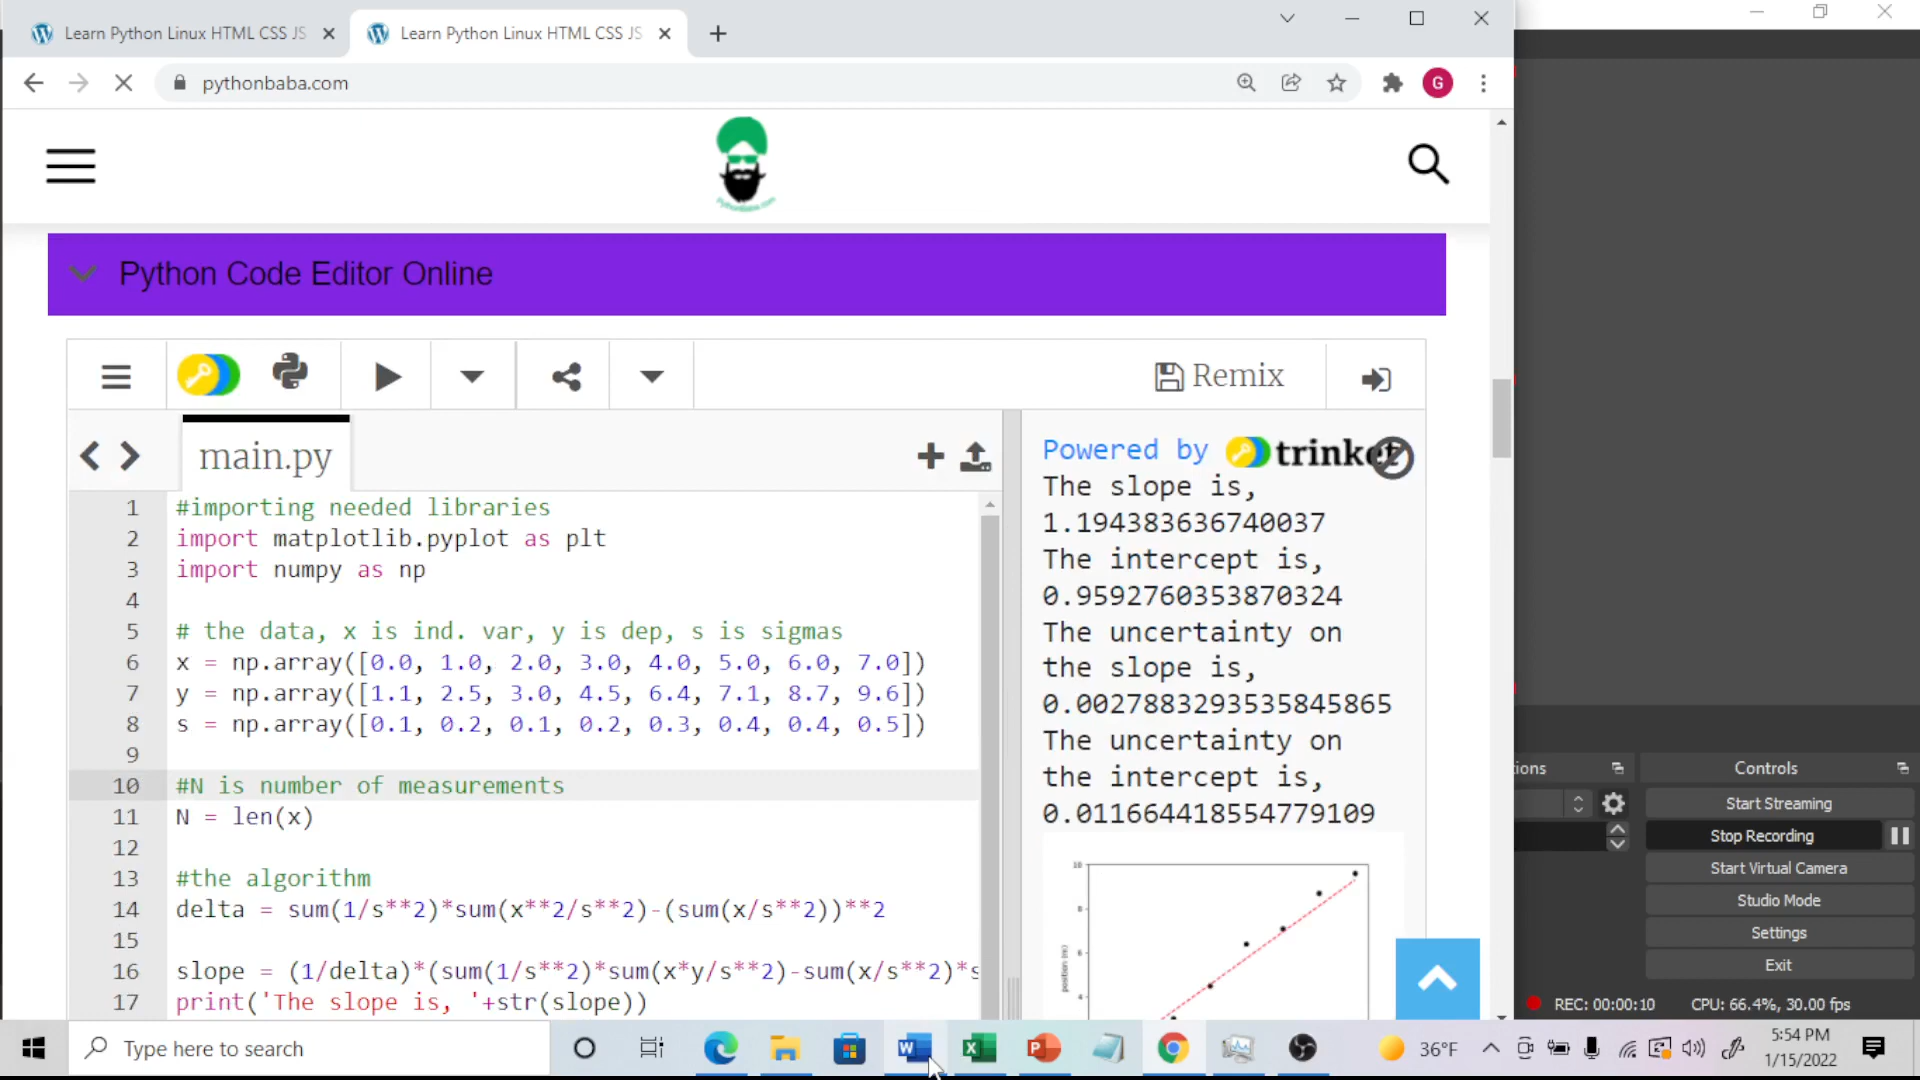 Learn Python Linux HTML CSS JS
Learn Python Linux HTML CSS JS
pythonbaba.com
G
PythonBaba.com
Python Code Editor Online
Remix
main.py
1 #importing needed libraries
2 import matplotlib.pyplot as plt
3 import numpy as np
4
5 # the data, x is ind. var, y is dep, s is sigmas
6 x = np.array([0.0, 1.0, 2.0, 3.0, 4.0, 5.0, 6.0, 7.0])
7 y = np.array([1.1, 2.5, 3.0, 4.5, 6.4, 7.1, 8.7, 9.6])
8 s = np.array([0.1, 0.2, 0.1, 0.2, 0.3, 0.4, 0.4, 0.5])
9
10 #N is number of measurements
11 N = len(x)
12
13 #the algorithm
14 delta = sum(1/s**2)*sum(x**2/s**2)-(sum(x/s**2))**2
15
16 slope = (1/delta)*(sum(1/s**2)*sum(x*y/s**2)-sum(x/s**2)*s
17 print('The slope is, '+str(slope))
Powered by trinket
The slope is,
1.194383636740037
The intercept is,
0.9592760353870324
The uncertainty on
the slope is,
0.0027883293535845865
The uncertainty on
the intercept is,
0.011664418554779109
10
8
6
4
position (m)
ions
Controls
Start Streaming
Stop Recording
Start Virtual Camera
Studio Mode
Settings
Exit
REC: 00:00:10
CPU: 66.4%, 30.00 fps
Type here to search
36°F
5:54 PM
1/15/2022